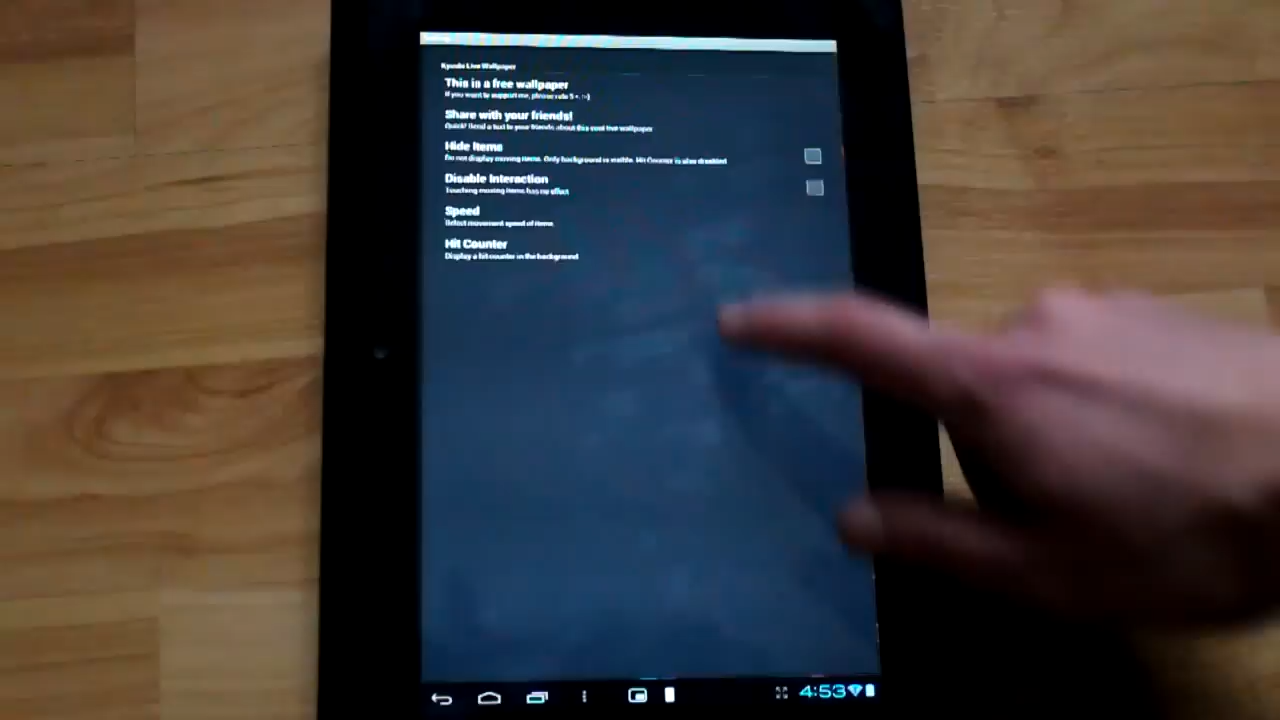 Live Wallpaper
This is a free wallpaper
If you want to support me, please rate 5 *. :-)
Share with your friends!
Quick! Send a text to your friends about this cool live wallpaper
Hide Items
Do not display moving items. Only background is visible. Hit Counter is also disabled
Disable Interaction
Touching moving items has no effect
Speed
Select movement speed of items
Hit Counter
Display a hit counter in the background
4:53